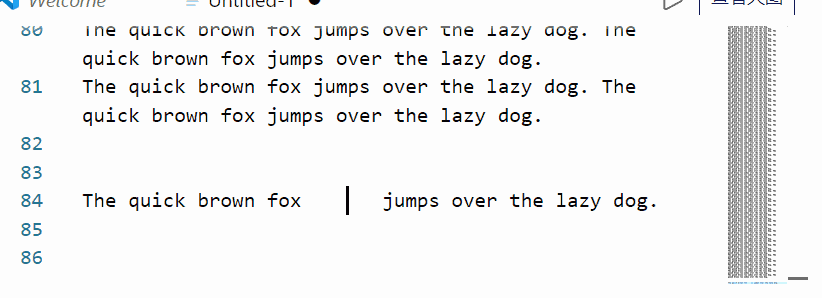 Welcome Untitled-1 查看大图
80 The quick brown fox jumps over the lazy dog. The
quick brown fox jumps over the lazy dog.
81 The quick brown fox jumps over the lazy dog. The
quick brown fox jumps over the lazy dog.
82
83
84 The quick brown fox jumps over the lazy dog.
85
86